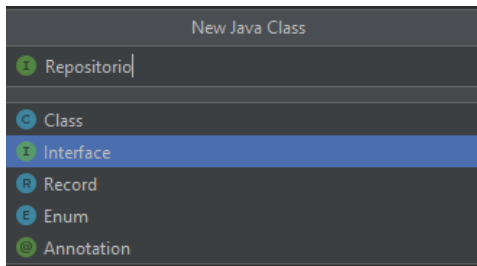 New Java Class
I Repositorio
C Class
I Interface
R Record
E Enum
@ Annotation